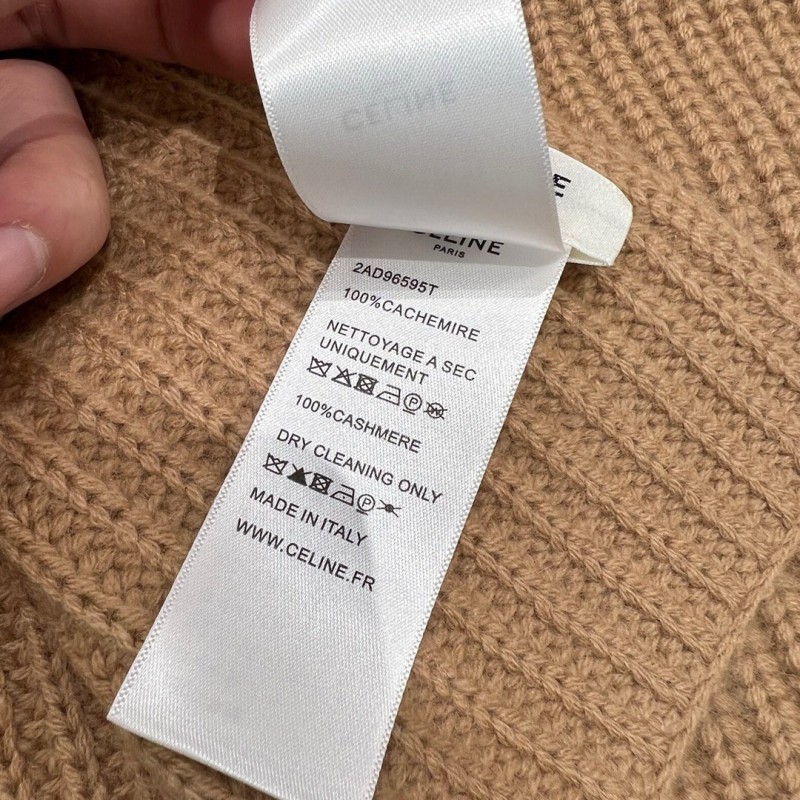 CELINE
CELINE
PARIS
2AD96595T
100%CACHEMIRE
NETTOYAGE A SEC
UNIQUEMENT
P
100%CASHMERE
DRY CLEANING ONLY
P
MADE IN ITALY
WWW.CELINE.FR